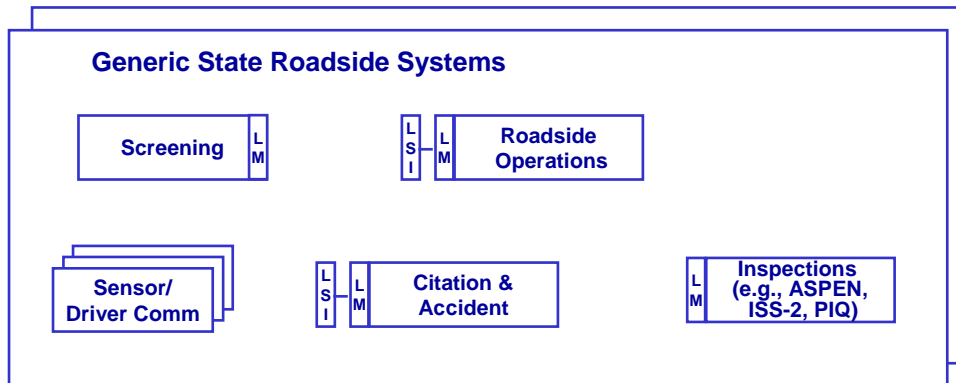 Generic State Roadside Systems
Screening
L
M
L
S
I
L
M
Roadside
Operations
Sensor/
Driver Comm
L
S
I
L
M
Citation &
Accident
L
M
Inspections
(e.g., ASPEN,
ISS-2, PIQ)